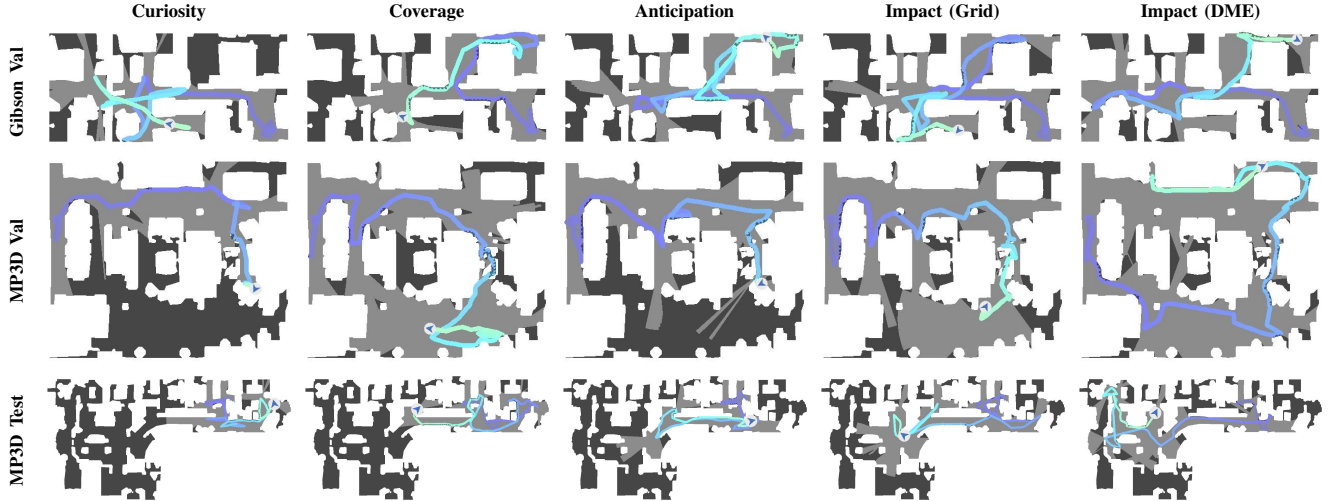 Curiosity Coverage Anticipation Impact (Grid) Impact (DME)
Gibson Val
MP3D Val
MP3D Test